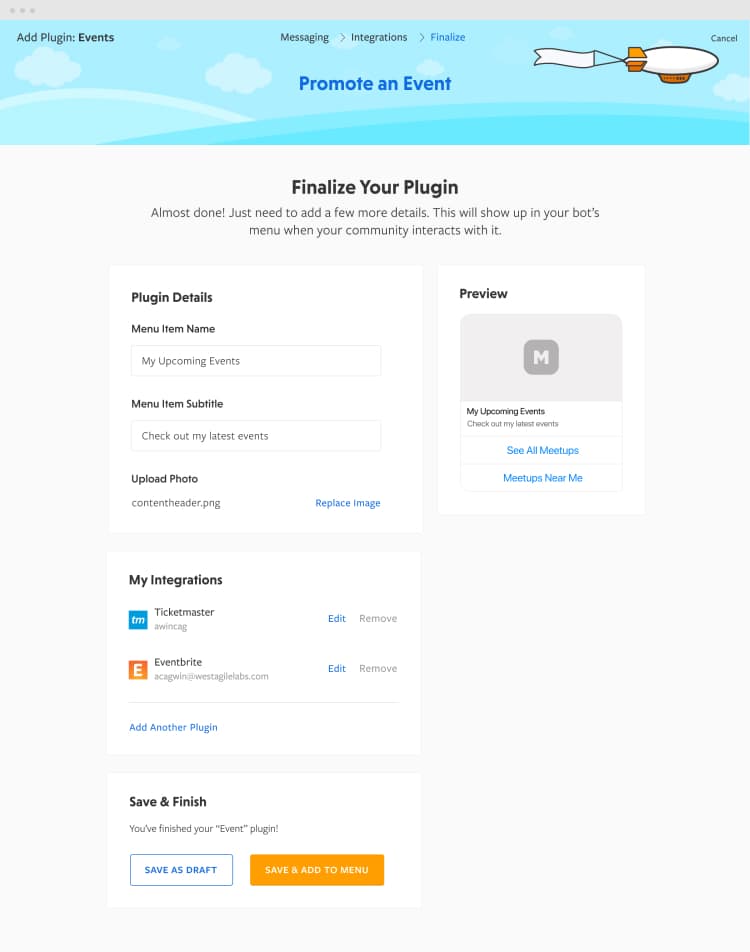 Add Plugin: Events
Messaging Integrations Finalize
Cancel
Promote an Event
Finalize Your Plugin
Almost done! Just need to add a few more details. This will show up in your bot’s
menu when your community interacts with it.
Plugin Details
Menu Item Name
My Upcoming Events
Menu Item Subtitle
Check out my latest events
Upload Photo
contentheader.png Replace Image
Preview
M
My Upcoming Events
Check out my latest events
See All Meetups
Meetups Near Me
My Integrations
tm Ticketmaster
awincag
Edit Remove
E Eventbrite
acagwin@westagilelabs.com
Edit Remove
Add Another Plugin
Save & Finish
You’ve finished your “Event” plugin!
SAVE AS DRAFT SAVE & ADD TO MENU